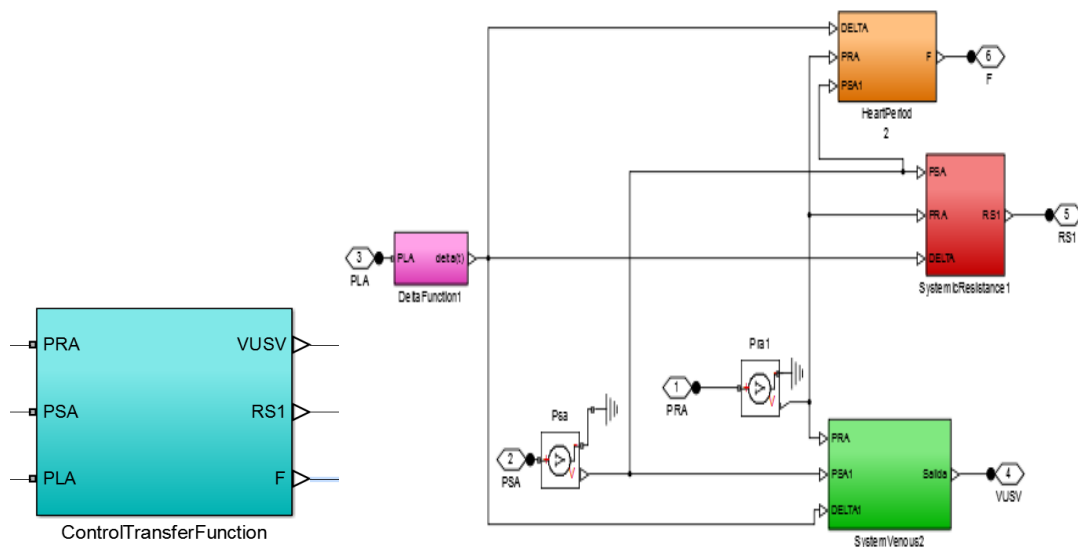 PRA
PSA
PLA
VUSV
RS1
F
ControlTransferFunction
3
PLA
PLA
delta(t)
DeltaFunction1
DELTA
PRA
PSA1
F
HeartPeriod
2
6
F
PSA
PRA
DELTA
RS1
SystemicResistance1
5
RS1
Pra1
1
PRA
V
Psa
2
PSA
V
PRA
PSA1
DELTA1
Salida
SystemVenous2
4
VUSV